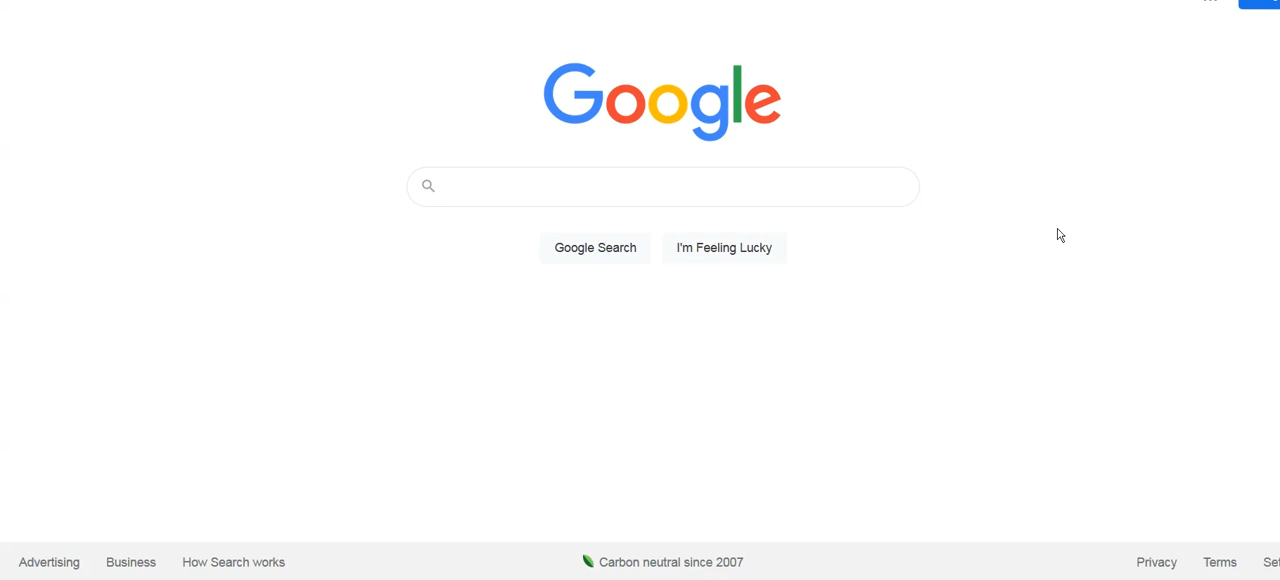 Google
Google Search
I'm Feeling Lucky
Advertising
Business
How Search works
Carbon neutral since 2007
Privacy
Terms